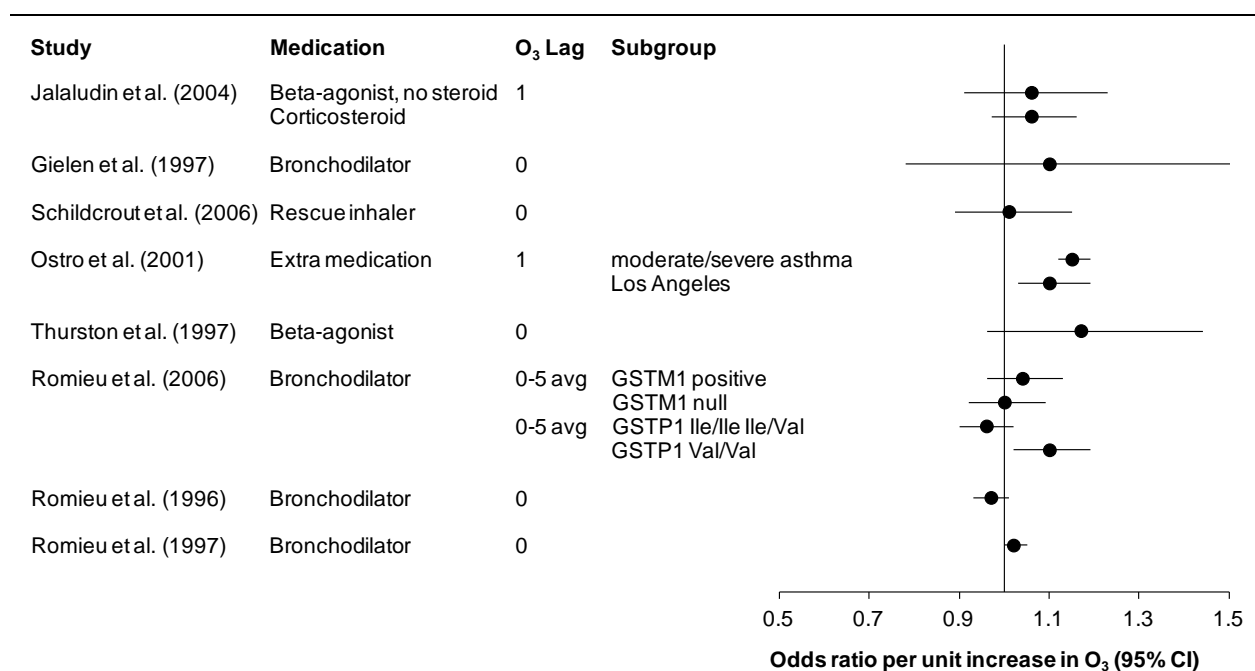 Study Medication O3 Lag Subgroup
Jalaludin et al. (2004) Beta-agonist, no steroid 1
Corticosteroid
Gielen et al. (1997) Bronchodilator 0
Schildcrout et al. (2006) Rescue inhaler 0
Ostro et al. (2001) Extra medication 1 moderate/severe asthma
Los Angeles
Thurston et al. (1997) Beta-agonist 0
Romieu et al. (2006) Bronchodilator 0-5 avg GSTM1 positive
GSTM1 null
0-5 avg GSTP1 Ile/Ile Ile/Val
GSTP1 Val/Val
Romieu et al. (1996) Bronchodilator 0
Romieu et al. (1997) Bronchodilator 0
0.5 0.7 0.9 1.1 1.3 1.5
Odds ratio per unit increase in O3 (95% CI)